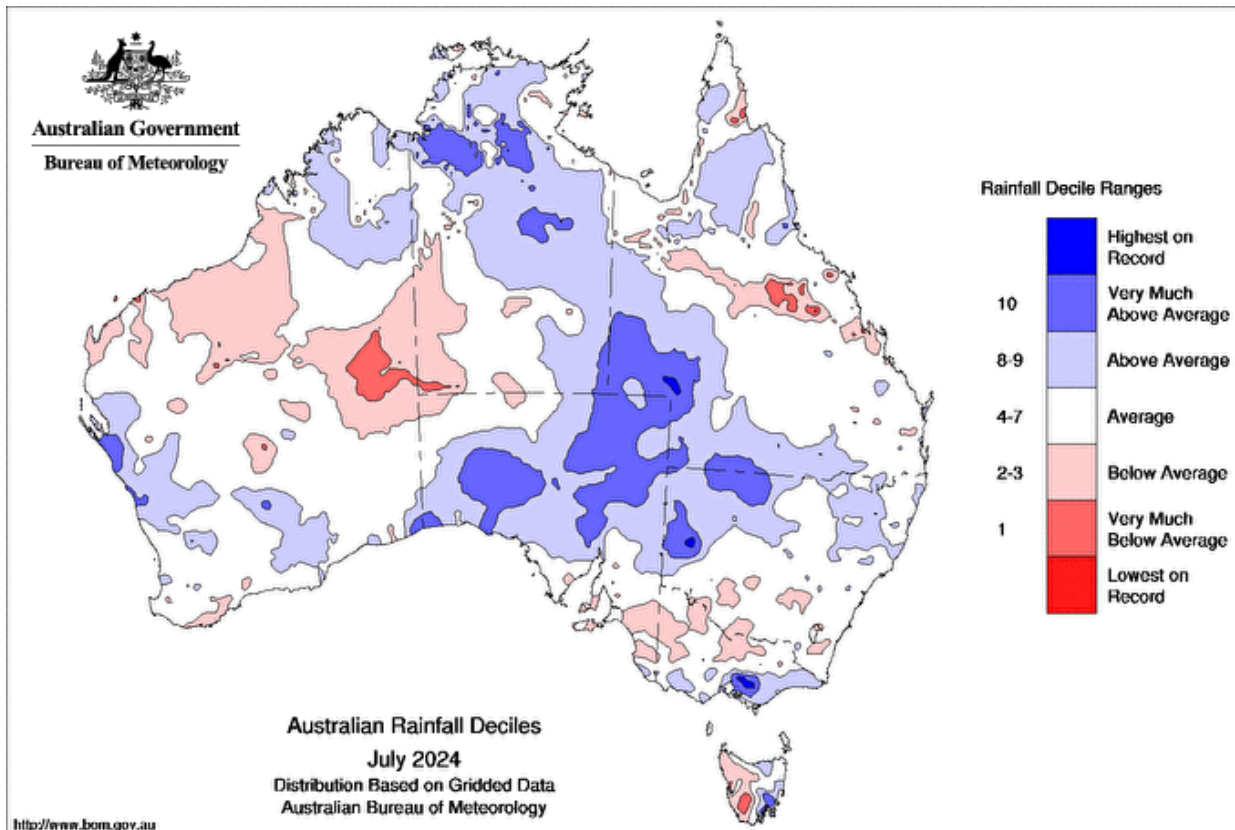 Australian Government
Bureau of Meteorology
Rainfall Decile Ranges
Highest on
Record
10
Very Much
Above Average
8-9
Above Average
4-7
Average
2-3
Below Average
1
Very Much
Below Average
Lowest on
Record
Australian Rainfall Deciles
July 2024
Distribution Based on Gridded Data
Australian Bureau of Meteorology
http://www.bom.gov.au